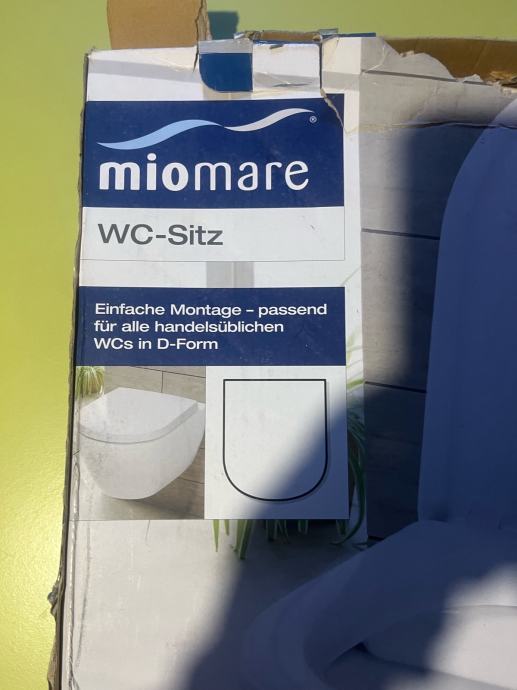 miomare®
WC-Sitz
Einfache Montage – passend
für alle handelsüblichen
WCs in D-Form